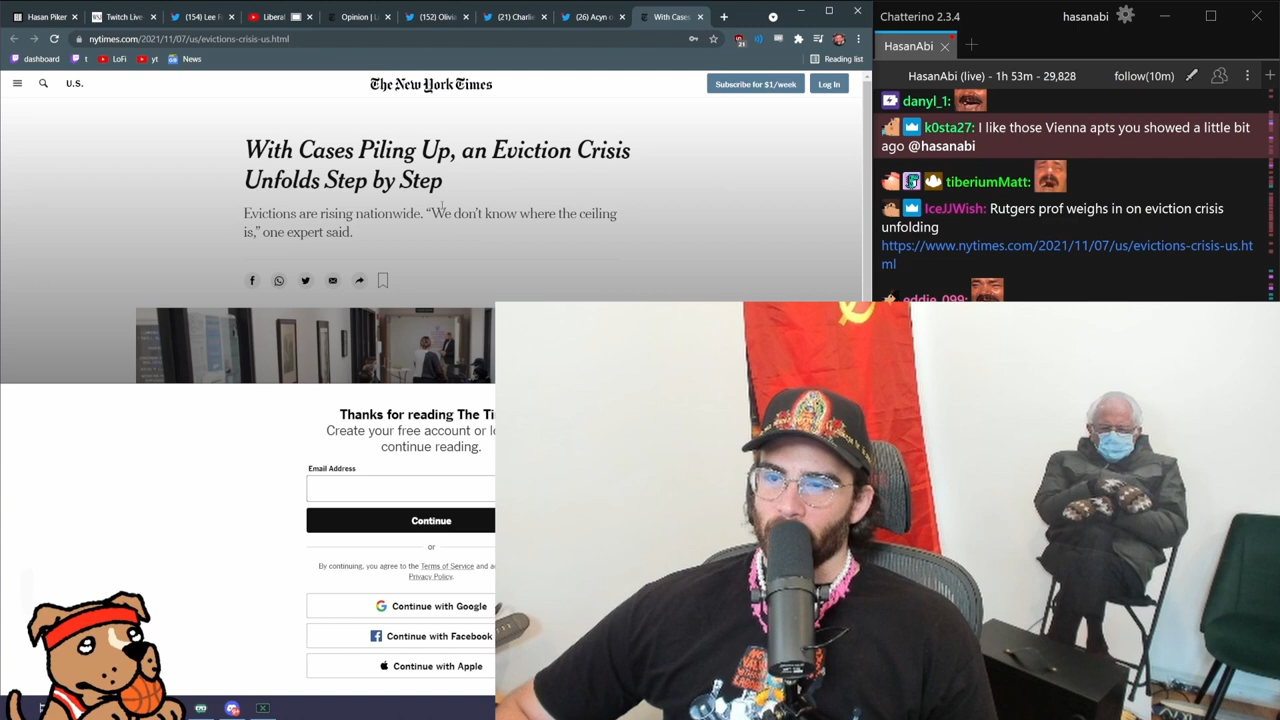 Hasan Piker
Twitch Live
(154) Lee F
Liberal
Opinion | L
(152) Olivia
(21) Charli
(26) Acyn o
With Cases
nytimes.com/2021/11/07/us/evictions-crisis-us.html
21
dashboard
t
LoFi
yt
News
Reading list
U.S.
The New York Times
Subscribe for $1/week
Log In
With Cases Piling Up, an Eviction Crisis
Unfolds Step by Step
Evictions are rising nationwide. “We don’t know where the ceiling
is,” one expert said.
Thanks for reading The Ti
Create your free account or lo
continue reading.
Email Address
Continue
or
By continuing, you agree to the Terms of Service and a
Privacy Policy.
Continue with Google
Continue with Facebook
Continue with Apple
Chatterino 2.3.4
hasanabi
HasanAbi
HasanAbi (live) - 1h 53m - 29,828
follow(10m)
danyl_1:
k0sta27: I like those Vienna apts you showed a little bit
ago @hasanabi
tiberiumMatt:
IceJJWish: Rutgers prof weighs in on eviction crisis
unfolding
https://www.nytimes.com/2021/11/07/us/evictions-crisis-us.ht
ml
eddie_099: